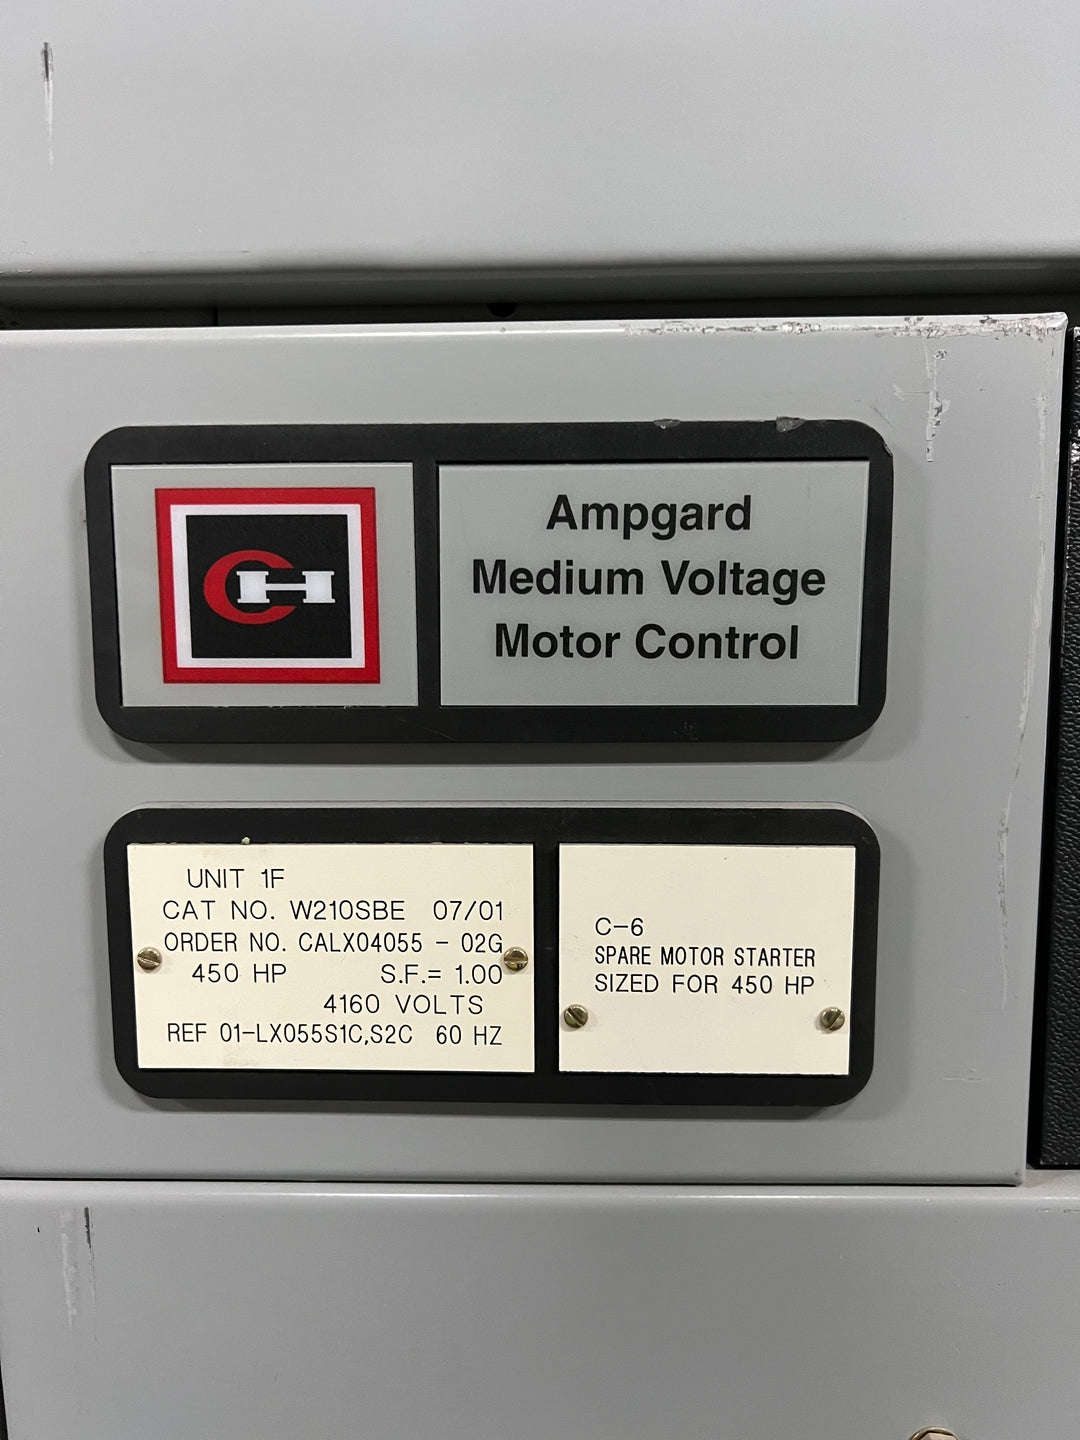 CH
Ampgard
Medium Voltage
Motor Control
UNIT 1F
CAT NO. W210SBE 07/01
ORDER NO. CALX04055 - 02G
450 HP S.F.= 1.00
4160 VOLTS
REF 01-LX055S1C,S2C 60 HZ
C-6
SPARE MOTOR STARTER
SIZED FOR 450 HP